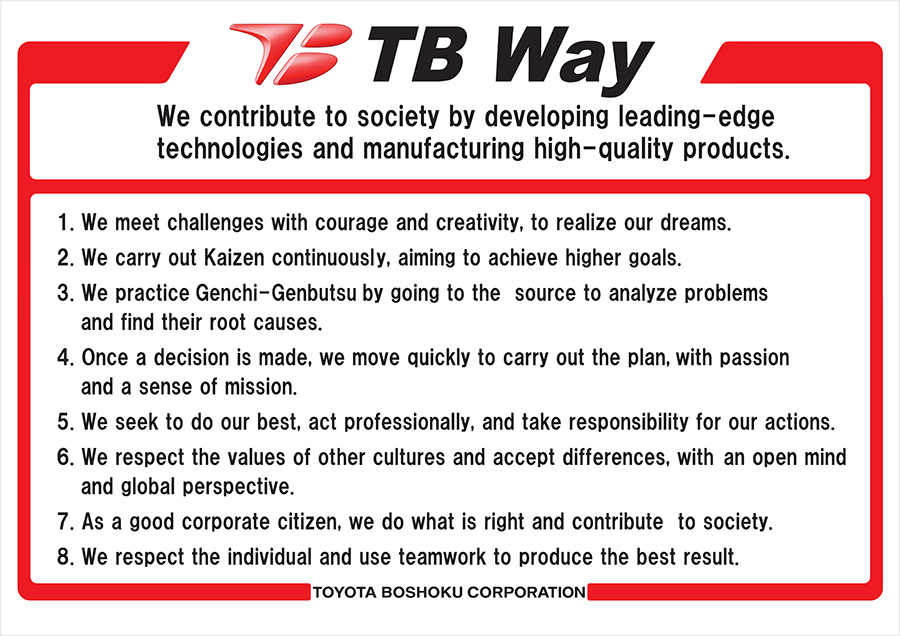 TB Way
We contribute to society by developing leading-edge
technologies and manufacturing high-quality products.
1. We meet challenges with courage and creativity, to realize our dreams.
2. We carry out Kaizen continuously, aiming to achieve higher goals.
3. We practice Genchi-Genbutsu by going to the source to analyze problems
and find their root causes.
4. Once a decision is made, we move quickly to carry out the plan, with passion
and a sense of mission.
5. We seek to do our best, act professionally, and take responsibility for our actions.
6. We respect the values of other cultures and accept differences, with an open mind
and global perspective.
7. As a good corporate citizen, we do what is right and contribute to society.
8. We respect the individual and use teamwork to produce the best result.
TOYOTA BOSHOKU CORPORATION